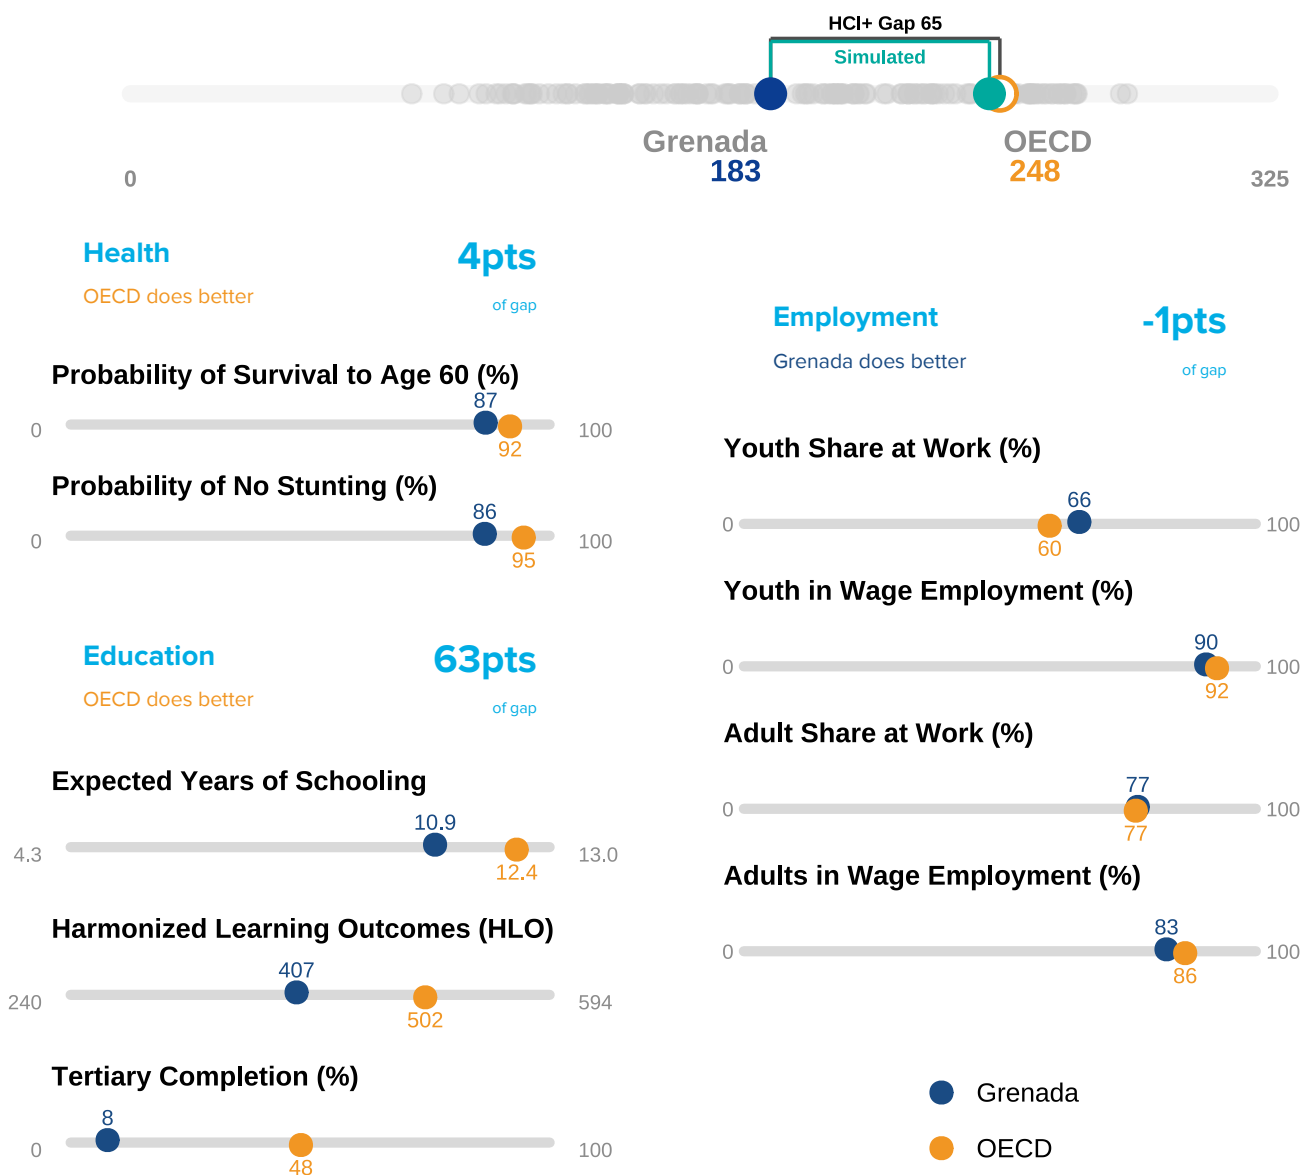 HCI+ Gap 65
Simulated
Grenada
183
OECD
248
0
325
Health
4pts
OECD does better
of gap
Probability of Survival to Age 60 (%)
87
0
100
92
Probability of No Stunting (%)
86
0
100
95
Education
63pts
OECD does better
of gap
Expected Years of Schooling
10.9
4.3
13.0
12.4
Harmonized Learning Outcomes (HLO)
407
240
594
502
Tertiary Completion (%)
8
0
100
48
Employment
-1pts
Grenada does better
of gap
Youth Share at Work (%)
66
0
100
60
Youth in Wage Employment (%)
90
0
100
92
Adult Share at Work (%)
77
0
100
77
Adults in Wage Employment (%)
83
0
100
86
Grenada
OECD